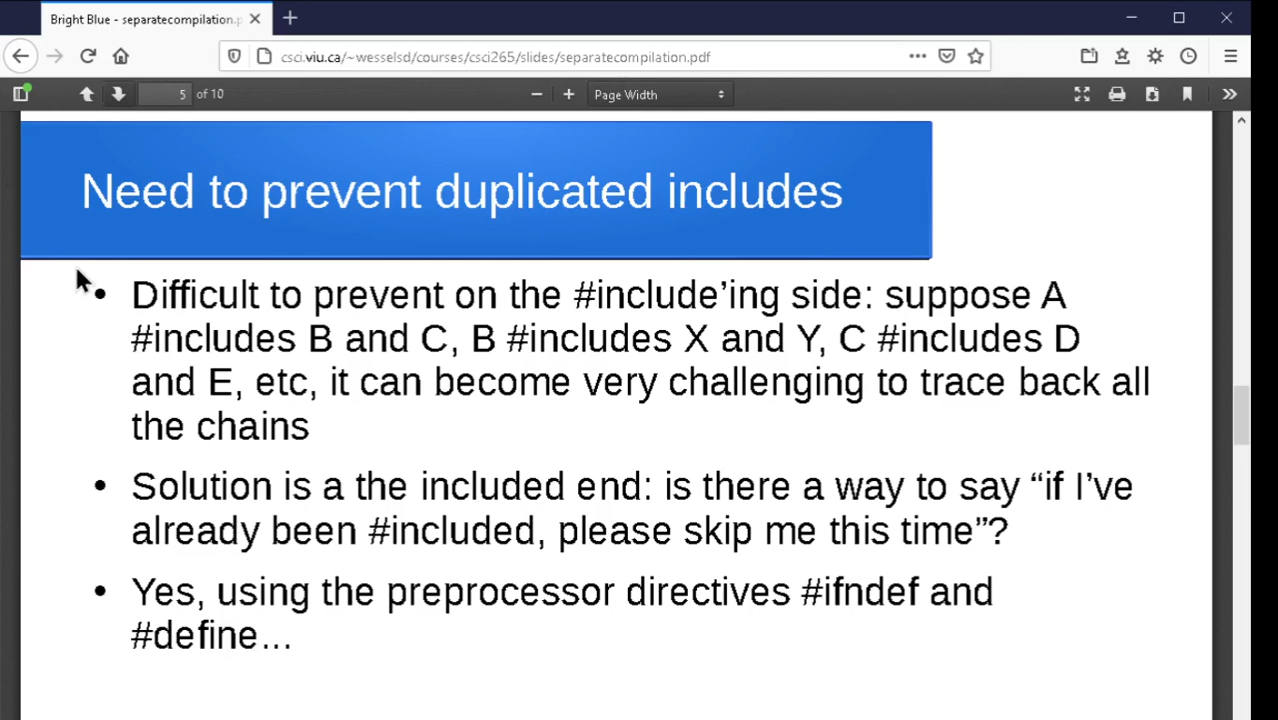 Bright Blue - separatecompilation.p
csci.viu.ca/~wesselsd/courses/csci265/slides/separatecompilation.pdf
5 of 10
Page Width
Need to prevent duplicated includes
• Difficult to prevent on the #include’ing side: suppose A
#includes B and C, B #includes X and Y, C #includes D
and E, etc, it can become very challenging to trace back all
the chains
• Solution is a the included end: is there a way to say “if I’ve
already been #included, please skip me this time”?
• Yes, using the preprocessor directives #ifndef and
#define...